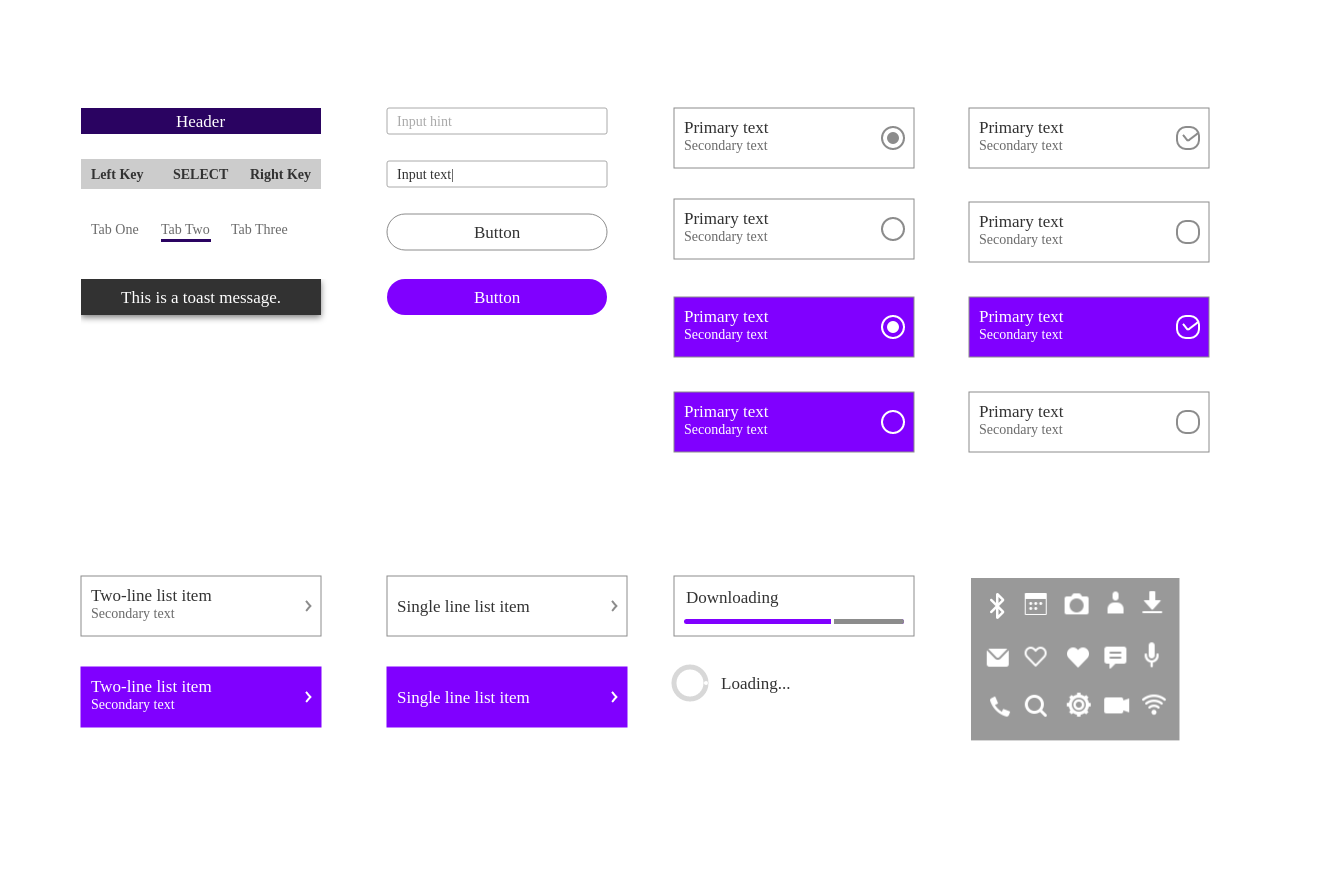 Header
Left Key SELECT Right Key
Tab One Tab Two Tab Three
This is a toast message.
Input hint
Input text|
Button
Button
Primary text
Secondary text
Primary text
Secondary text
Primary text
Secondary text
Primary text
Secondary text
Primary text
Secondary text
Primary text
Secondary text
Primary text
Secondary text
Primary text
Secondary text
Two-line list item
Secondary text
Two-line list item
Secondary text
Single line list item
Single line list item
Downloading
Loading...